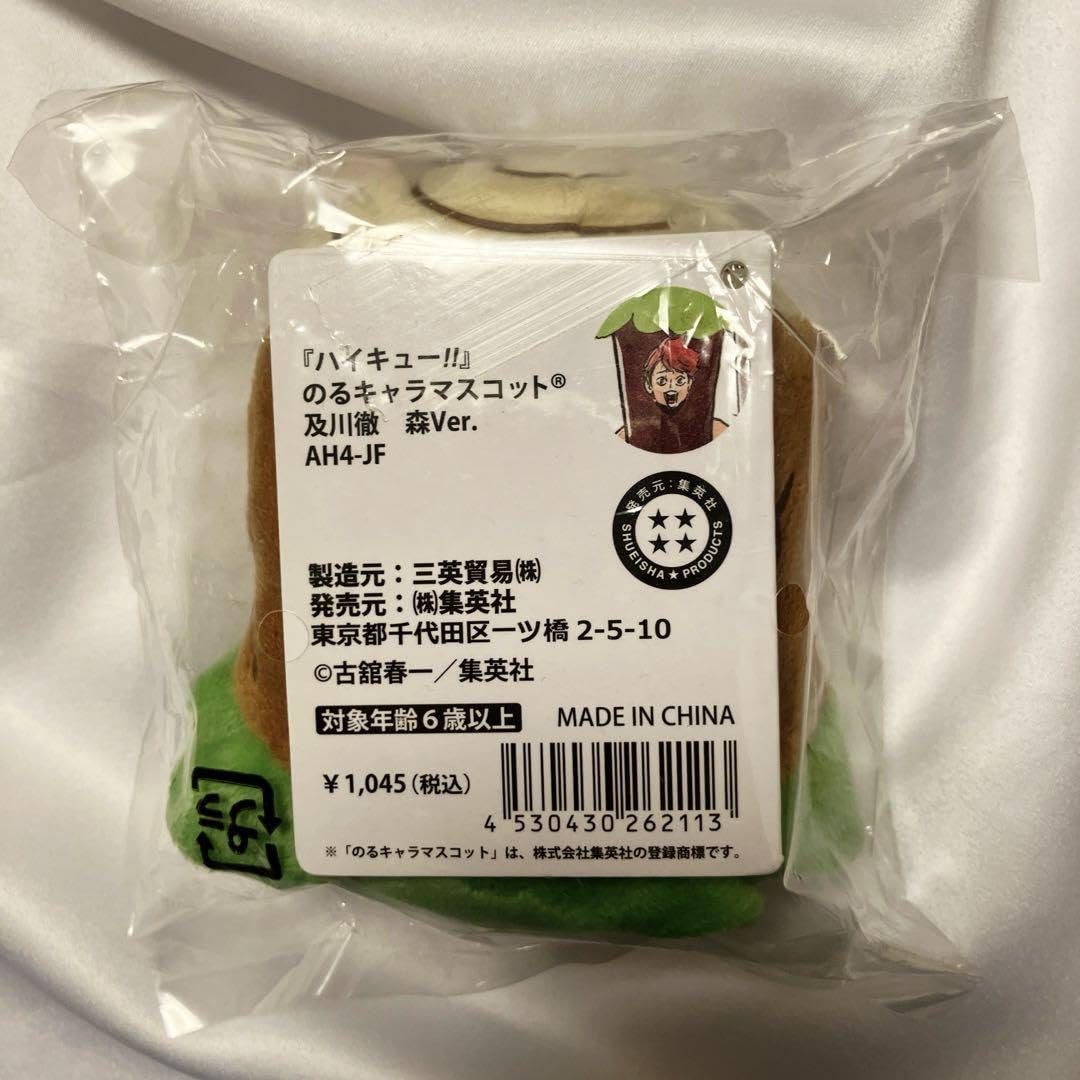 『ハイキュー!!』
のるキャラマスコット®
及川徹　森Ver.
AH4-JF
発売元：集英社
SHUEISHA★PRODUCTS
製造元：三英貿易㈱
発売元：㈱集英社
東京都千代田区一ツ橋 2-5-10
©古舘春一／集英社
対象年齢６歳以上
MADE IN CHINA
￥1,045（税込）
4 530430 262113
※「のるキャラマスコット」は、株式会社集英社の登録商標です。
プラ